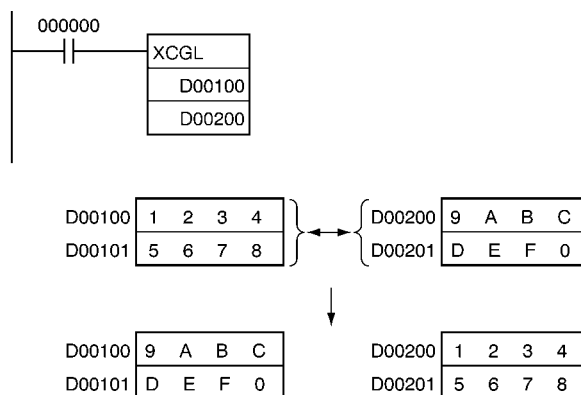 000000
XCGL
D00100
D00200
D00100 1 2 3 4 D00200 9 A B C
D00101 5 6 7 8 D00201 D E F 0
D00100 9 A B C D00200 1 2 3 4
D00101 D E F 0 D00201 5 6 7 8